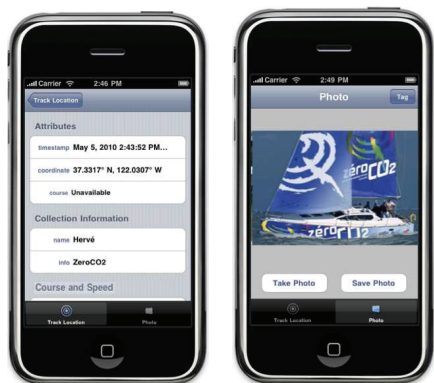 Carrier 2:46 PM
Track Location
Attributes
timestamp May 5, 2010 2:43:52 PM...
coordinate 37.3317° N, 122.0307° W
course Unavailable
Collection Information
name Hervé
info ZeroCO2
Course and Speed
Track Location Photo
Carrier 2:49 PM
Photo Tag
zéroCO2
zéroCO2
Take Photo Save Photo
Track Location Photo